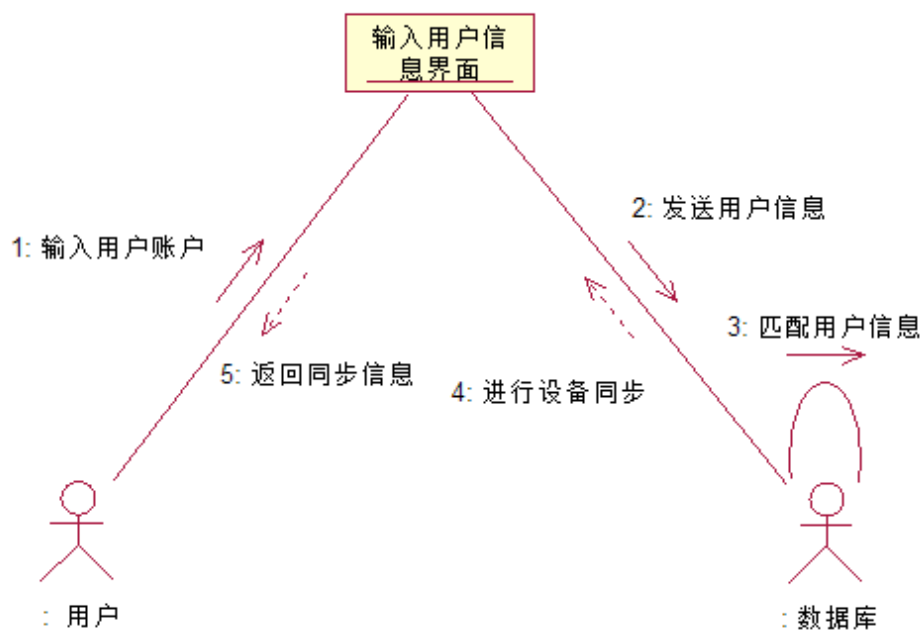 输入用户信
息界面
2: 发送用户信息
1: 输入用户账户
3: 匹配用户信息
5: 返回同步信息
4: 进行设备同步
: 用户
: 数据库